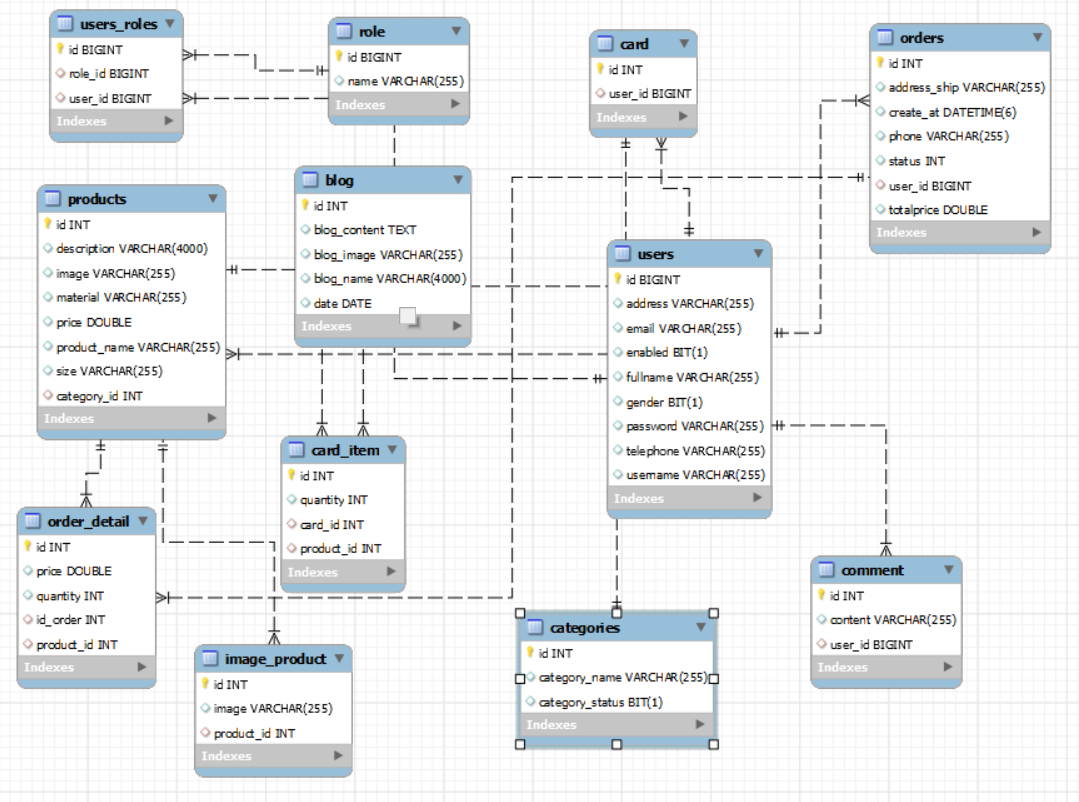 users_roles
id BIGINT
role_id BIGINT
user_id BIGINT
Indexes
role
id BIGINT
name VARCHAR(255)
Indexes
card
id INT
user_id BIGINT
Indexes
orders
id INT
address_ship VARCHAR(255)
create_at DATETIME(6)
phone VARCHAR(255)
status INT
user_id BIGINT
totalprice DOUBLE
Indexes
products
id INT
description VARCHAR(4000)
image VARCHAR(255)
material VARCHAR(255)
price DOUBLE
product_name VARCHAR(255)
size VARCHAR(255)
category_id INT
Indexes
blog
id INT
blog_content TEXT
blog_image VARCHAR(255)
blog_name VARCHAR(4000)
date DATE
Indexes
users
id BIGINT
address VARCHAR(255)
email VARCHAR(255)
enabled BIT(1)
fullname VARCHAR(255)
gender BIT(1)
password VARCHAR(255)
telephone VARCHAR(255)
username VARCHAR(255)
Indexes
card_item
id INT
quantity INT
card_id INT
product_id INT
Indexes
order_detail
id INT
price DOUBLE
quantity INT
id_order INT
product_id INT
Indexes
image_product
id INT
image VARCHAR(255)
product_id INT
Indexes
categories
id INT
category_name VARCHAR(255)
category_status BIT(1)
Indexes
comment
id INT
content VARCHAR(255)
user_id BIGINT
Indexes